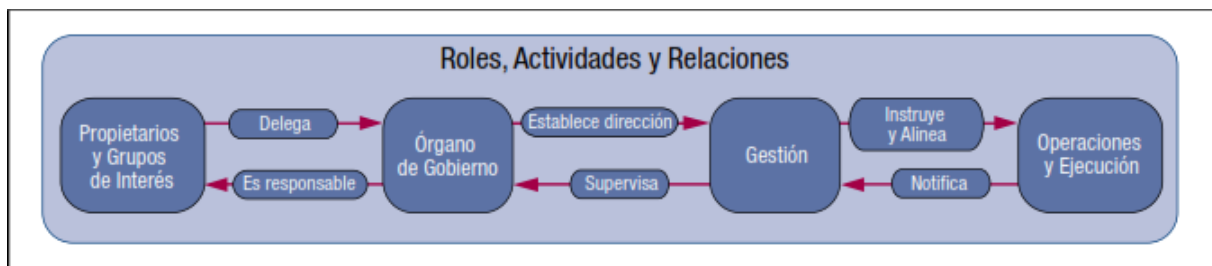 Roles, Actividades y Relaciones
Propietarios
y Grupos
de Interés
Delega
Es responsable
Órgano
de Gobierno
Establece dirección
Supervisa
Gestión
Instruye
y Alinea
Notifica
Operaciones
y Ejecución